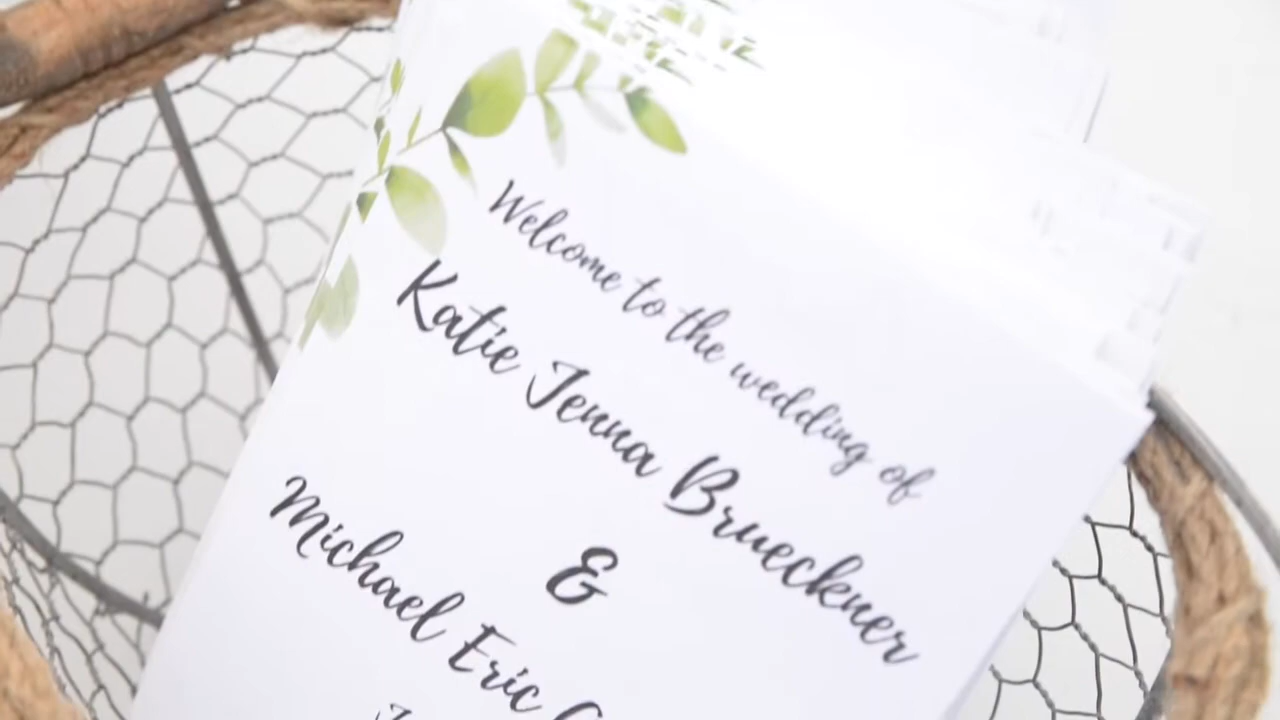 Welcome to the wedding of
Katie Jenna Brueckner
&
Michael Eric